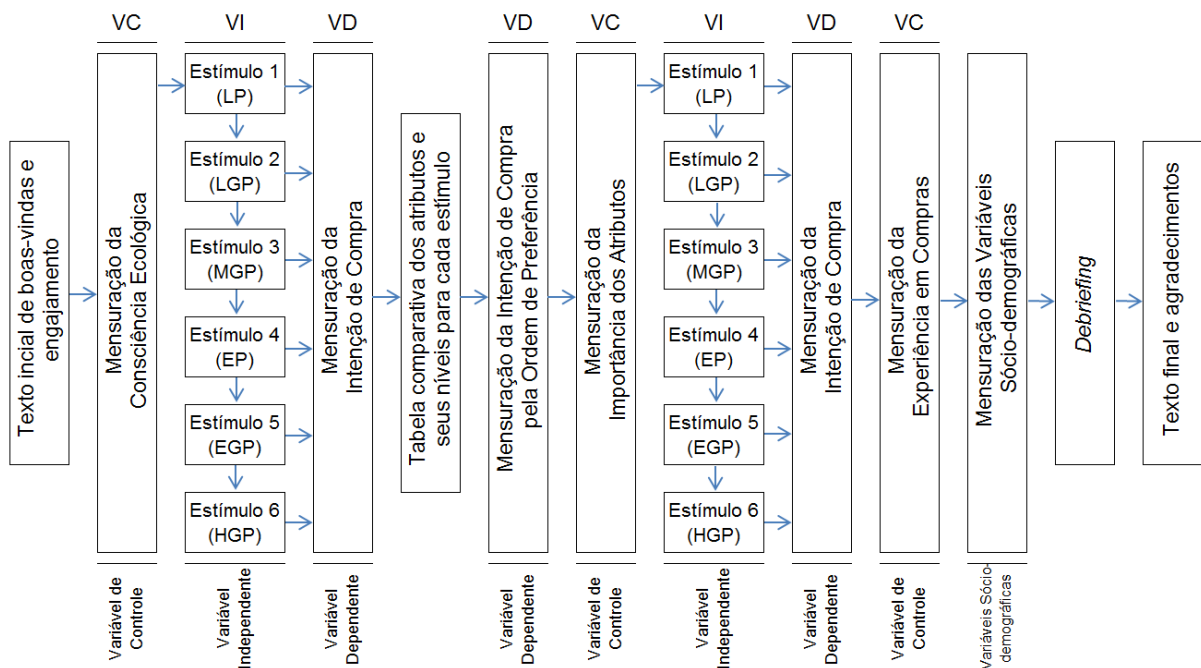 VC
VI
VD
VD
VC
VI
VD
VC
Texto incial de boas-vindas e
engajamento
Mensuração da
Consciência Ecológica
Estímulo 1
(LP)
Estímulo 2
(LGP)
Estímulo 3
(MGP)
Estímulo 4
(EP)
Estímulo 5
(EGP)
Estímulo 6
(HGP)
Mensuração da
Intenção de Compra
Tabela comparativa dos atributos e
seus níveis para cada estímulo
Mensuração da Intenção de Compra
pela Ordem de Preferência
Mensuração da
Importância dos Atributos
Estímulo 1
(LP)
Estímulo 2
(LGP)
Estímulo 3
(MGP)
Estímulo 4
(EP)
Estímulo 5
(EGP)
Estímulo 6
(HGP)
Mensuração da
Intenção de Compra
Mensuração da
Experiência em Compras
Mensuração das Variáveis
Sócio-demográficas
Debriefing
Texto final e agradecimentos
Variável de
Controle
Variável
Independente
Variável
Dependente
Variável
Dependente
Variável de
Controle
Variável
Independente
Variável
Dependente
Variável de
Controle
Variáveis Sócio-
demográficas